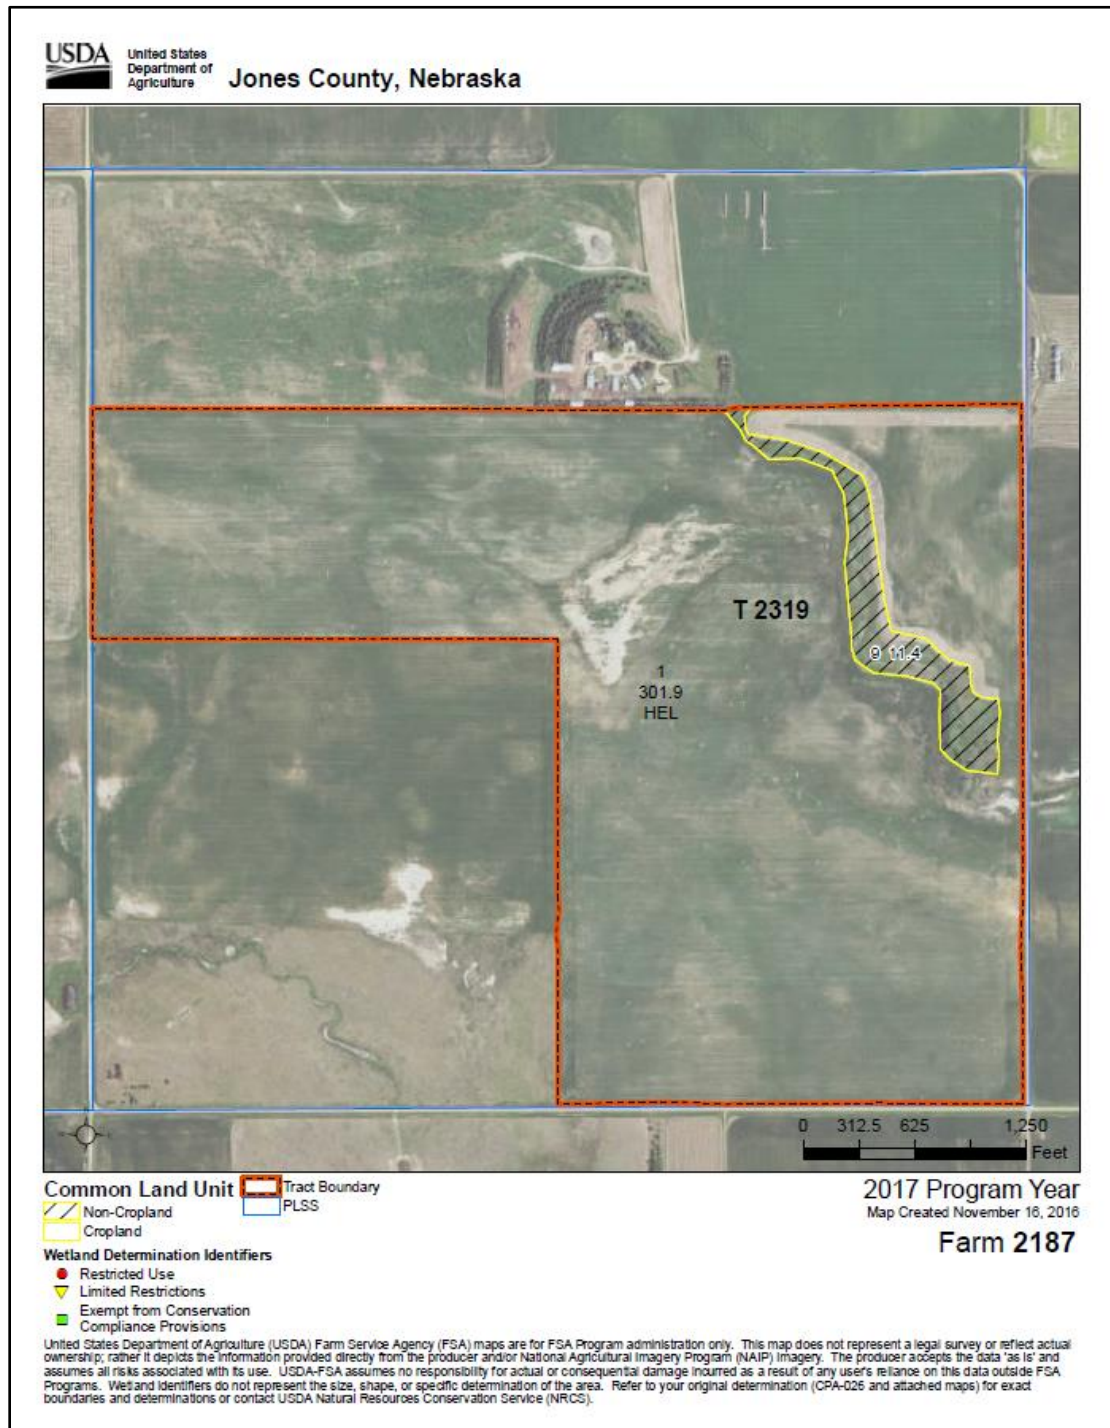 USDA
United States
Department of
Agriculture
Jones County, Nebraska
T 2319
9 11.4
1
301.9
HEL
0 312.5 625 1,250
Feet
Common Land Unit
Non-Cropland
Cropland
Tract Boundary
PLSS
Wetland Determination Identifiers
Restricted Use
Limited Restrictions
Exempt from Conservation
Compliance Provisions
2017 Program Year
Map Created November 16, 2016
Farm 2187
United States Department of Agriculture (USDA) Farm Service Agency (FSA) maps are for FSA Program administration only. This map does not represent a legal survey or reflect actual
ownership; rather it depicts the information provided directly from the producer and/or National Agricultural Imagery Program (NAIP) imagery. The producer accepts the data 'as is' and
assumes all risks associated with its use. USDA-FSA assumes no responsibility for actual or consequential damage incurred as a result of any user's reliance on this data outside FSA
Programs. Wetland identifiers do not represent the size, shape, or specific determination of the area. Refer to your original determination (CPA-026 and attached maps) for exact
boundaries and determinations or contact USDA Natural Resources Conservation Service (NRCS).